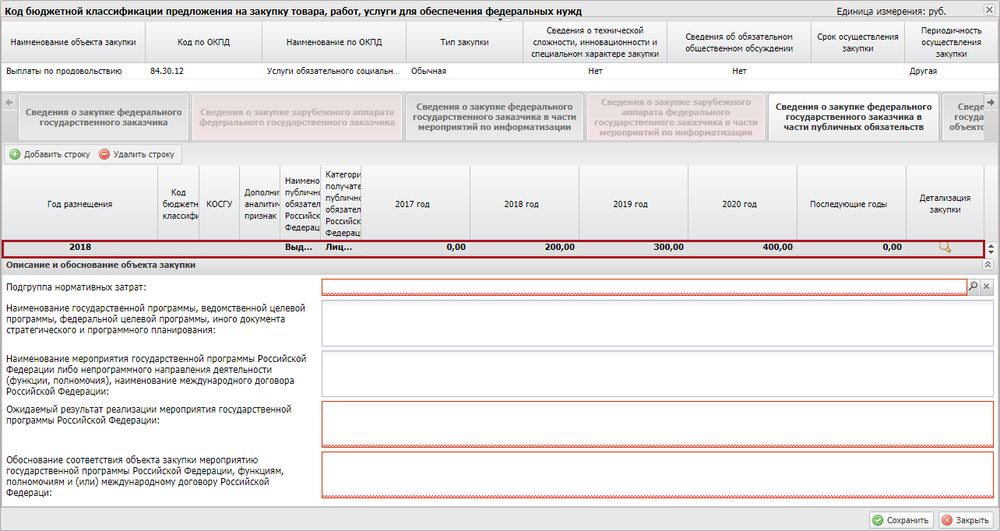 Код бюджетной классификации предложения на закупку товара, работ, услуги для обеспечения федеральных нужд
Единица измерения: руб.
Наименование объекта закупки
Код по ОКПД
Наименование по ОКПД
Тип закупки
Сведения о технической
сложности, инновационности и
специальном характере закупки
Сведения об обязательном
общественном обсуждении
Срок осуществления
закупки
Периодичность
осуществления
закупки
Выплаты по продовольствию
84.30.12
Услуги обязательного социальн...
Обычная
Нет
Нет
Другая
Сведения о закупке федерального
государственного заказчика
Сведения о закупке зарубежного аппарата
федерального государственного заказчика
Сведения о закупке федерального
государственного заказчика в части
мероприятий по информатизации
Сведения о закупке зарубежного
аппарата федерального
государственного заказчика в части
мероприятий по информатизации
Сведения о закупке федерального
государственного заказчика в
части публичных обязательств
Сведе
госуда
объекто
Добавить строку
Удалить строку
Год размещения
Код
бюджетн
классифи
КОСГУ
Дополни
аналитич
признак
Наимено
публичнс
обязател
Российск
Федераци
Категори
получате
публичнс
обязател
Российск
Федераци
2017 год
2018 год
2019 год
2020 год
Последующие годы
Детализация
закупки
2018
Выд...
Лиц...
0,00
200,00
300,00
400,00
0,00
Описание и обоснование объекта закупки
Подгруппа нормативных затрат:
Наименование государственной программы, ведомственной целевой
программы, федеральной целевой программы, иного документа
стратегического и программного планирования:
Наименование мероприятия государственной программы Российской
Федерации либо непрограммного направления деятельности
(функции, полномочия), наименование международного договора
Российской Федерации:
Ожидаемый результат реализации мероприятия государственной
программы Российской Федерации:
Обоснование соответствия объекта закупки мероприятию
государственной программы Российской Федерации, функциям,
полномочиям и (или) международному договору Российской
Федераци:
Сохранить
Закрыть